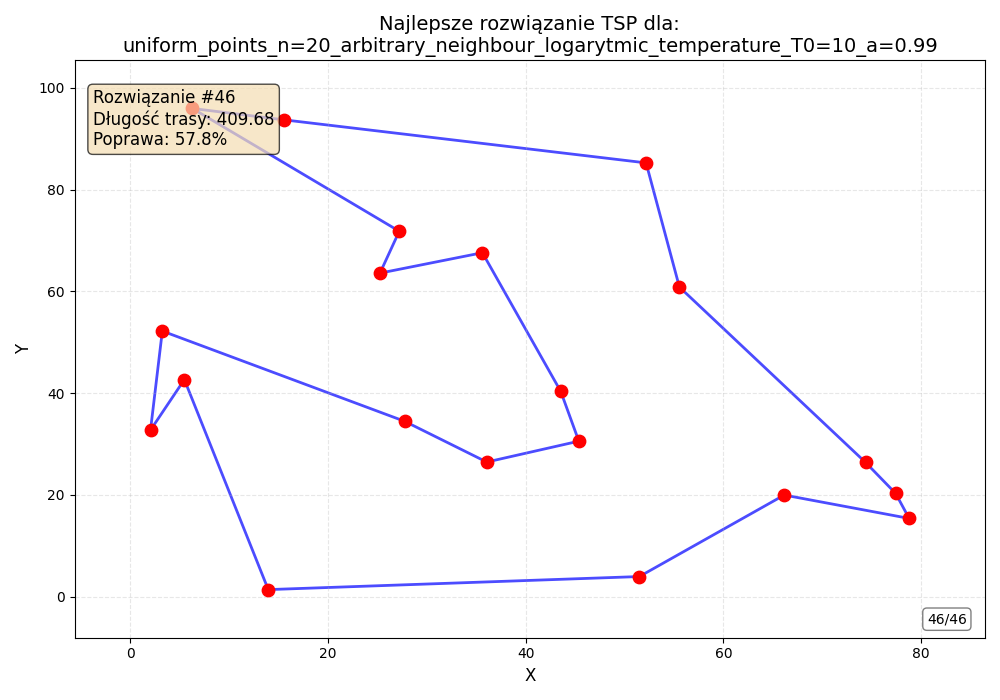 Najlepsze rozwiązanie TSP dla:
uniform_points_n=20_arbitrary_neighbour_logarytmic_temperature_T0=10_a=0.99
Rozwiązanie #46
Długość trasy: 409.68
Poprawa: 57.8%
100
80
60
40
20
0
Y
0
20
40
60
80
X
46/46